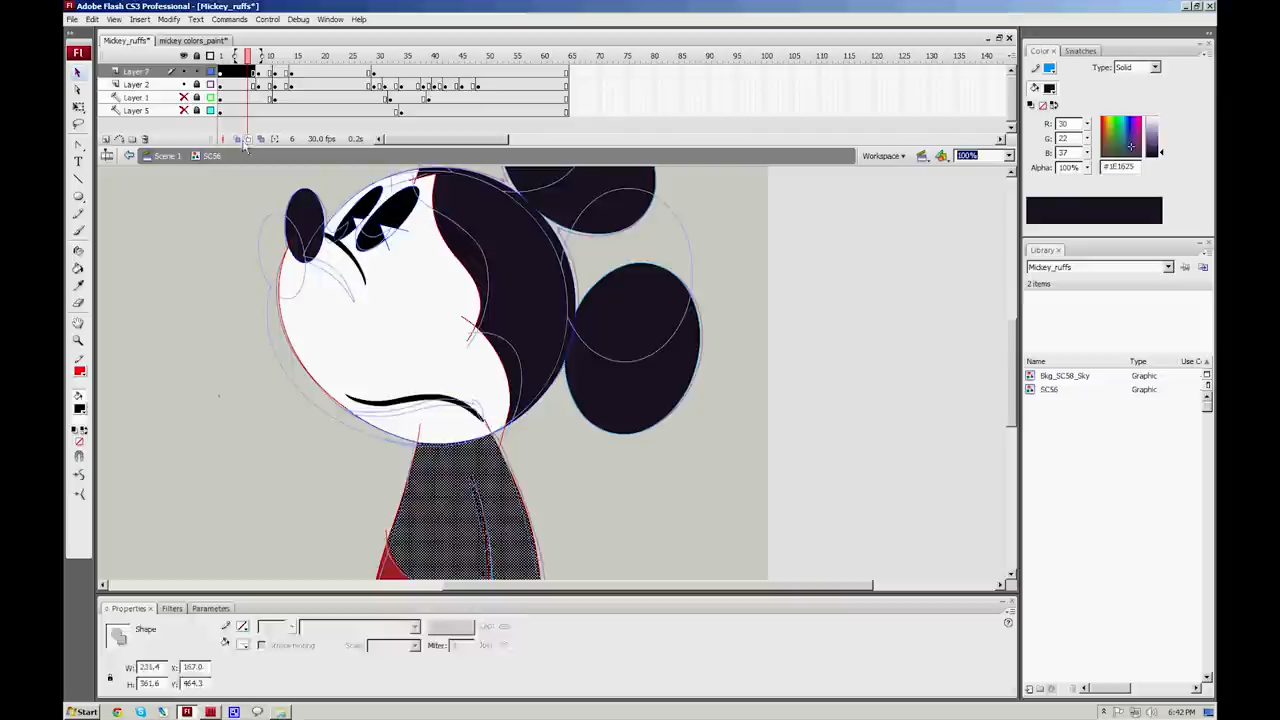 Adobe Flash CS3 Professional - [Mickey_ruffs*]
File Edit View Insert Modify Text Commands Control Debug Window Help
Mickey_ruffs* mickey colors_paint*
1 5 10 15 20 25 30 35 40 45 50 55 60 65 70 75 80 85 90 95 100 105 110 115 120 125 130 135 140
Layer 7
Layer 2
Layer 1
Layer 5
6 30.0 fps 0.2s
Scene 1 SC56
Workspace 100%
Color Swatches
Type: Solid
R: 30
G: 22
B: 37
Alpha: 100% #1E1625
Library
Mickey_ruffs
2 items
Name Type Use C
Bkg_SC58_Sky Graphic
SC56 Graphic
Properties Filters Parameters
Shape
Miter:
W: 231.4 X: 167.0
H: 361.6 Y: 464.3
Start
6:42 PM